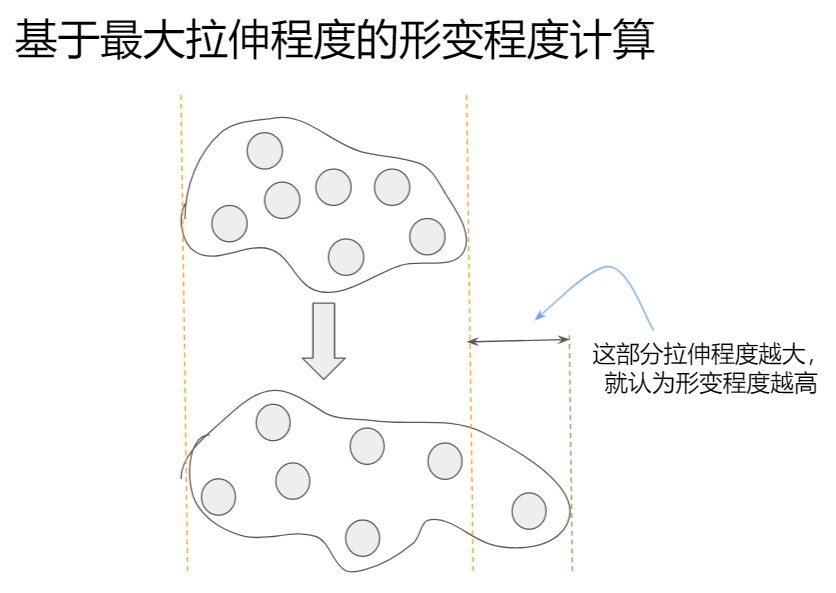 基于最大拉伸程度的形变程度计算
这部分拉伸程度越大，
就认为形变程度越高